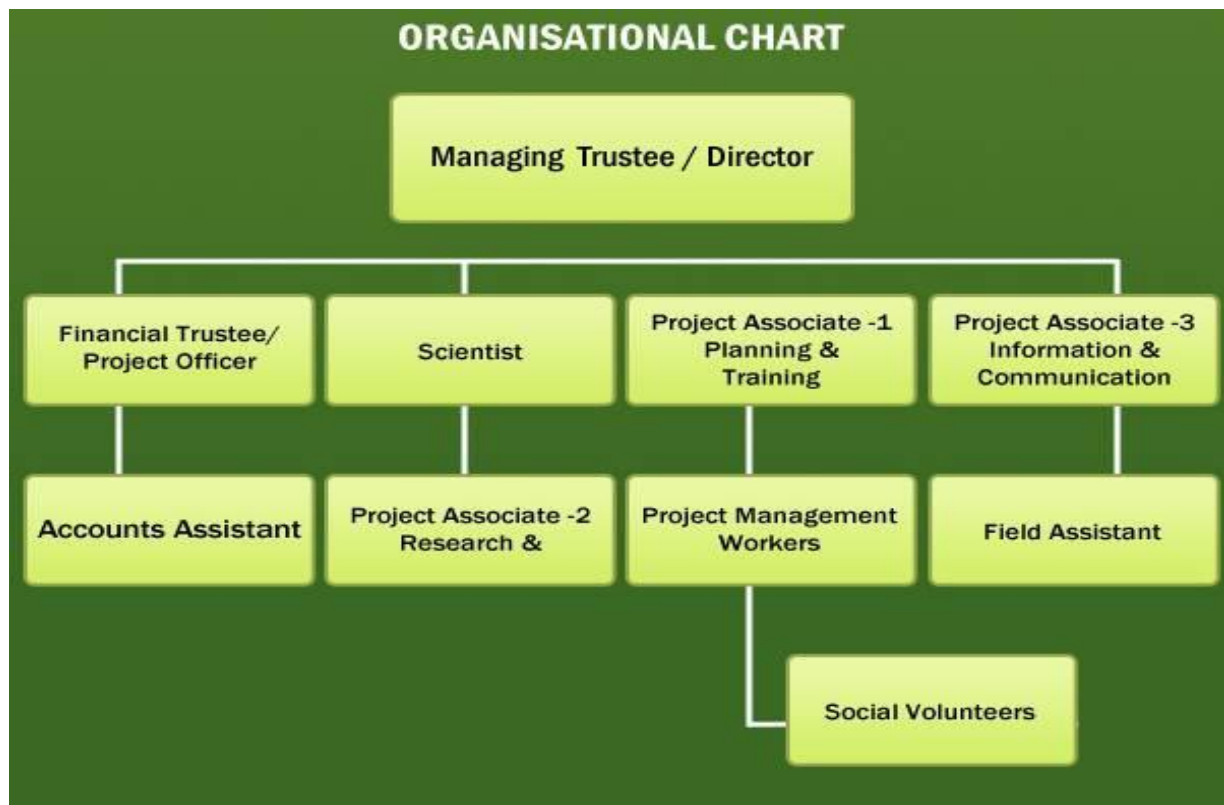 ORGANISATIONAL CHART
Managing Trustee / Director
Financial Trustee/
Project Officer
Scientist
Project Associate -1
Planning &
Training
Project Associate -3
Information &
Communication
Accounts Assistant
Project Associate -2
Research &
Project Management
Workers
Field Assistant
Social Volunteers